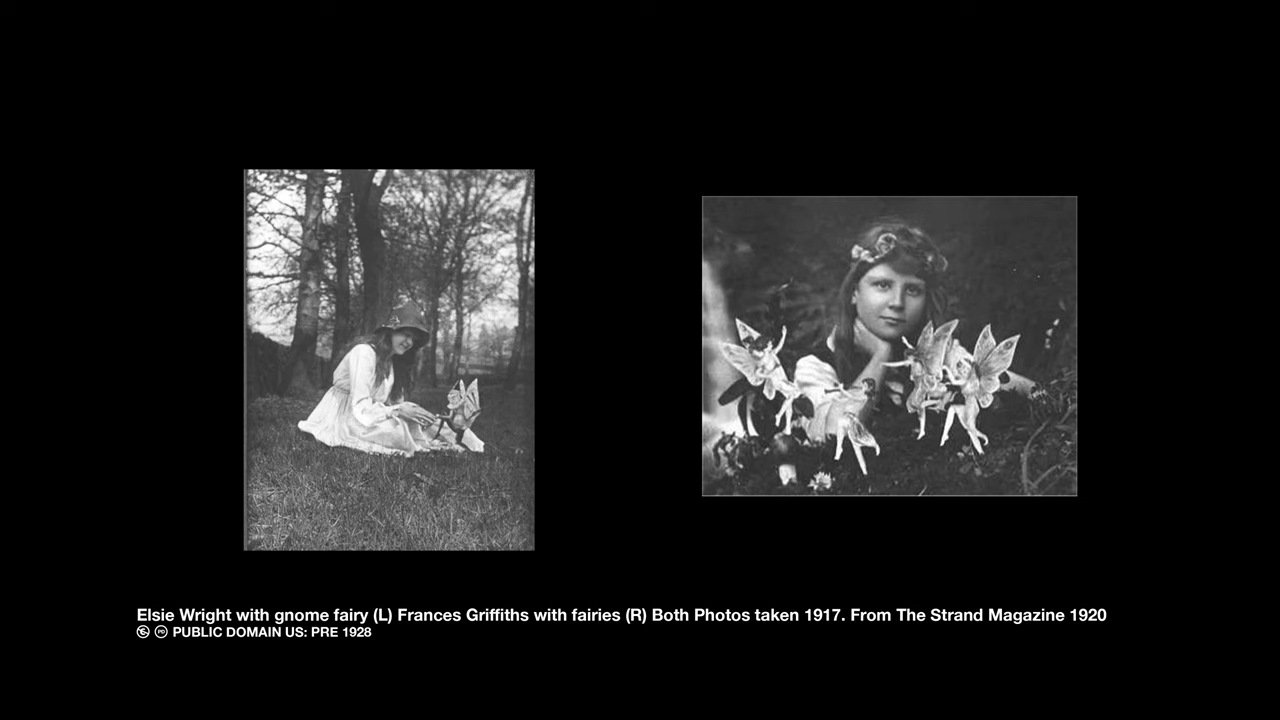 Elsie Wright with gnome fairy (L) Frances Griffiths with fairies (R) Both Photos taken 1917. From The Strand Magazine 1920
PUBLIC DOMAIN US: PRE 1928